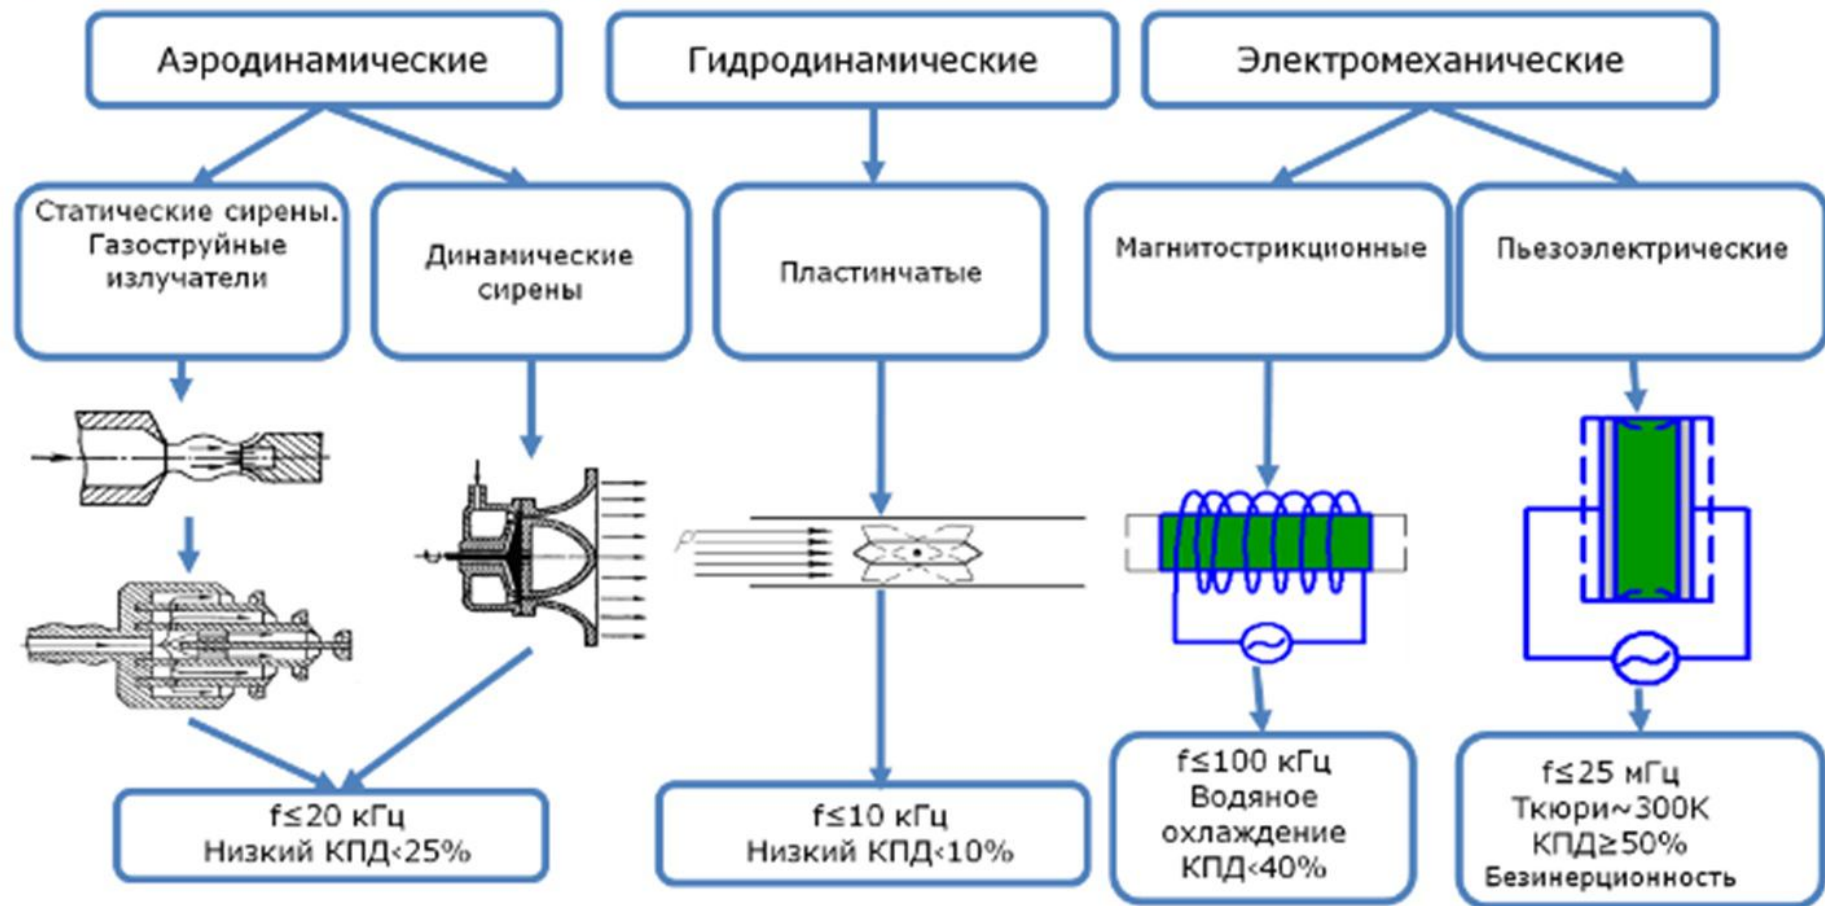 Аэродинамические
Гидродинамические
Электромеханические
Статические сирены.
Газоструйные
излучатели
Динамические
сирены
Пластинчатые
Магнитострикционные
Пьезоэлектрические
f≤20 кГц
Низкий КПД<25%
f≤10 кГц
Низкий КПД<10%
f≤100 кГц
Водяное
охлаждение
КПД<40%
f≤25 мГц
Ткюри~300К
КПД≥50%
Безинерционность